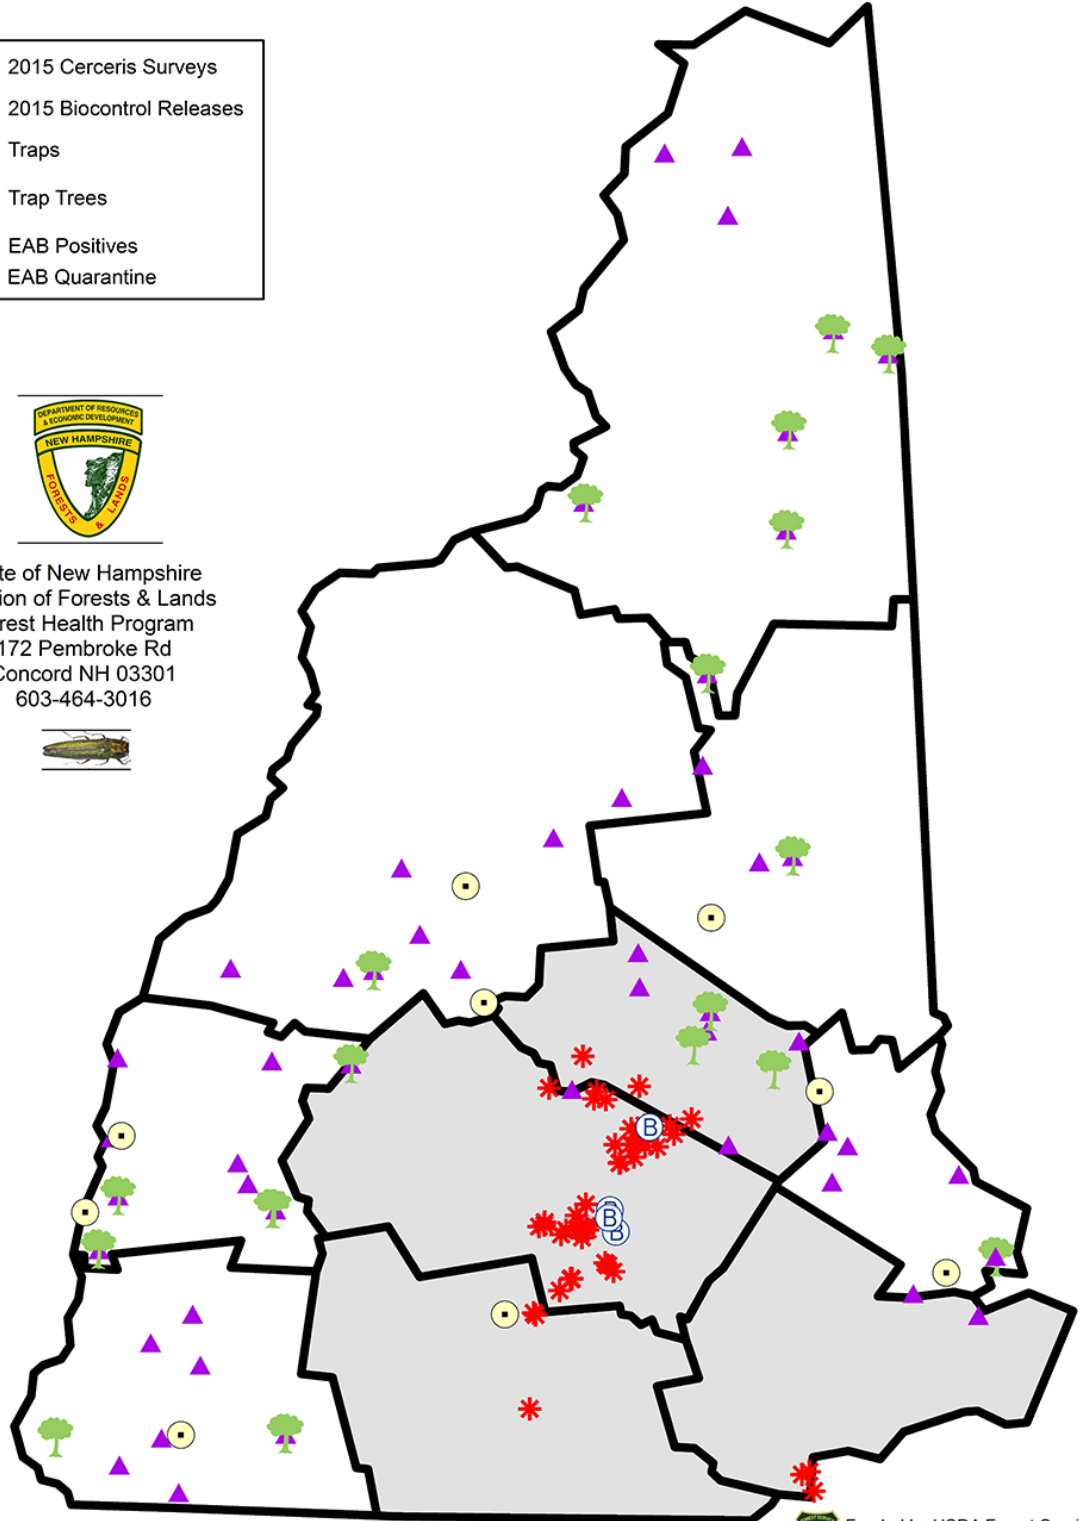 2015 Cerceris Surveys
2015 Biocontrol Releases
Traps
Trap Trees
EAB Positives
EAB Quarantine
DEPARTMENT OF RESOURCES
& ECONOMIC DEVELOPMENT
NEW HAMPSHIRE
FORESTS & LANDS
te of New Hampshire
ion of Forests & Lands
rest Health Program
172 Pembroke Rd
Concord NH 03301
603-464-3016
B
B
B
B